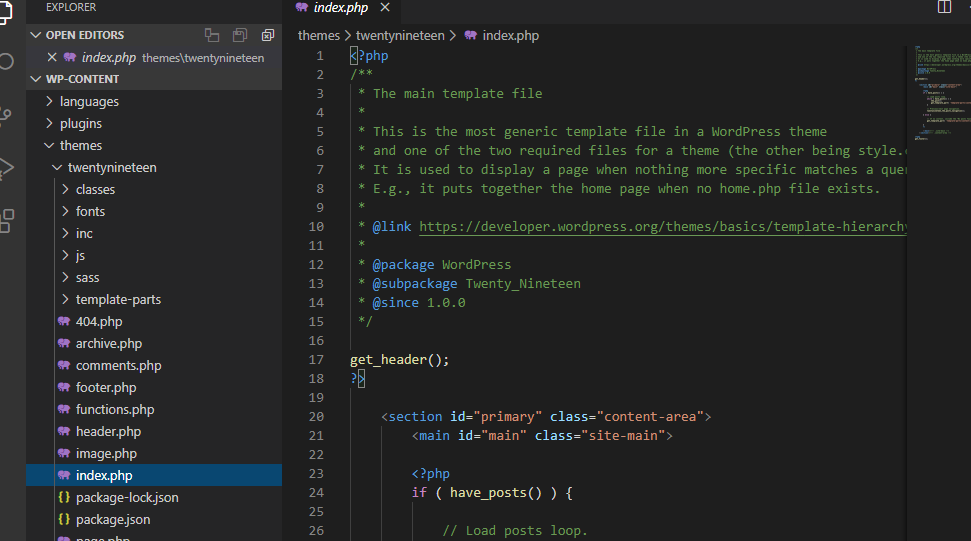 EXPLORER
OPEN EDITORS
index.php themes\twentynineteen
WP-CONTENT
languages
plugins
themes
twentynineteen
classes
fonts
inc
js
sass
template-parts
404.php
archive.php
comments.php
footer.php
functions.php
header.php
image.php
index.php
{} package-lock.json
{} package.json
page.php
index.php
themes > twentynineteen > index.php
1 <?php
2 /**
3 * The main template file
4 *
5 * This is the most generic template file in a WordPress theme
6 * and one of the two required files for a theme (the other being style.
7 * It is used to display a page when nothing more specific matches a
8 * E.g., it puts together the home page when no home.php file exists.
9 *
10 * @link https://developer.wordpress.org/themes/basics/template-hierarchy
11 *
12 * @package WordPress
13 * @subpackage Twenty_Nineteen
14 * @since 1.0.0
15 */
16
17 get_header();
18 ?>
19
20 <section id="primary" class="content-area">
21 <main id="main" class="site-main">
22
23 <?php
24 if ( have_posts() ) {
25
26 // Load posts loop.